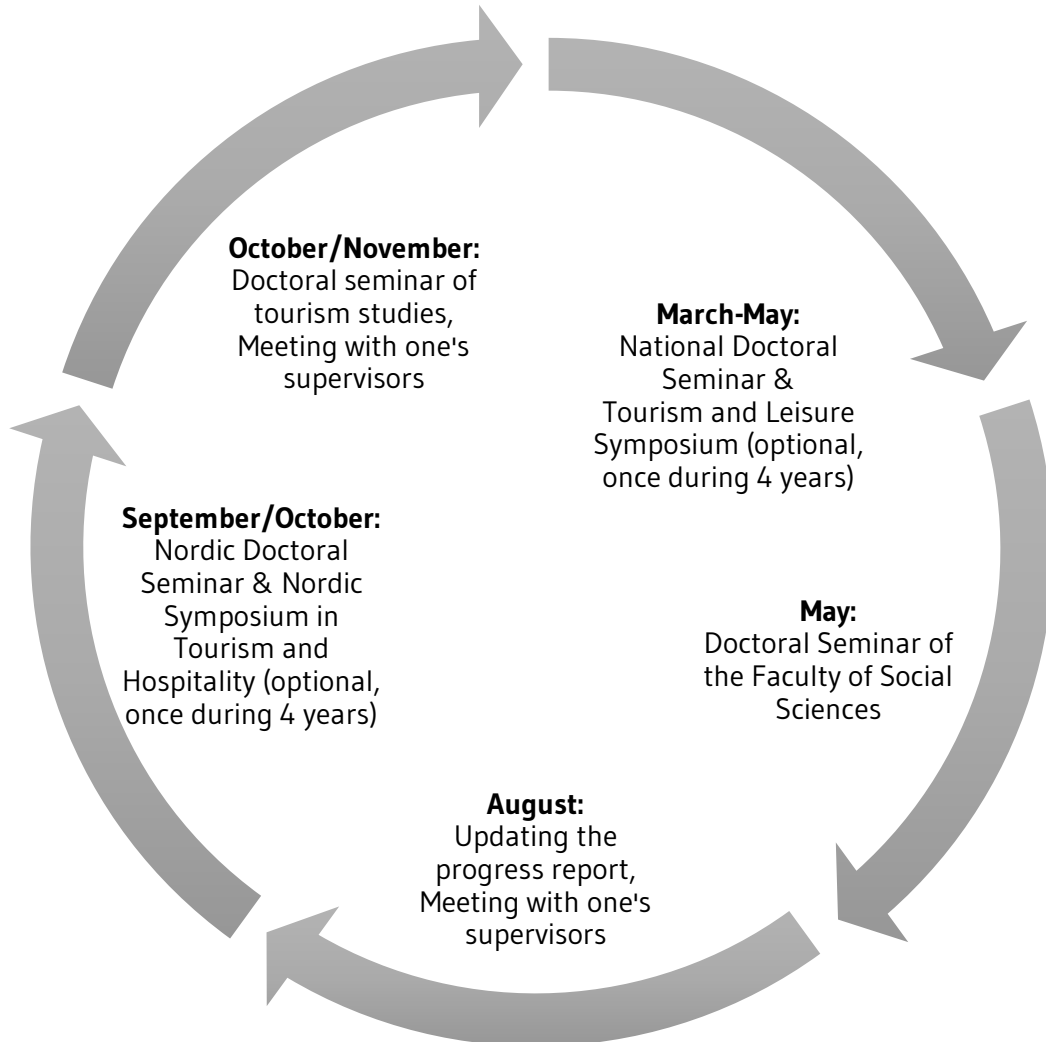 October/November:
Doctoral seminar of
tourism studies,
Meeting with one's
supervisors
March-May:
National Doctoral
Seminar &
Tourism and Leisure
Symposium (optional,
once during 4 years)
September/October:
Nordic Doctoral
Seminar & Nordic
Symposium in
Tourism and
Hospitality (optional,
once during 4 years)
May:
Doctoral Seminar of
the Faculty of Social
Sciences
August:
Updating the
progress report,
Meeting with one's
supervisors